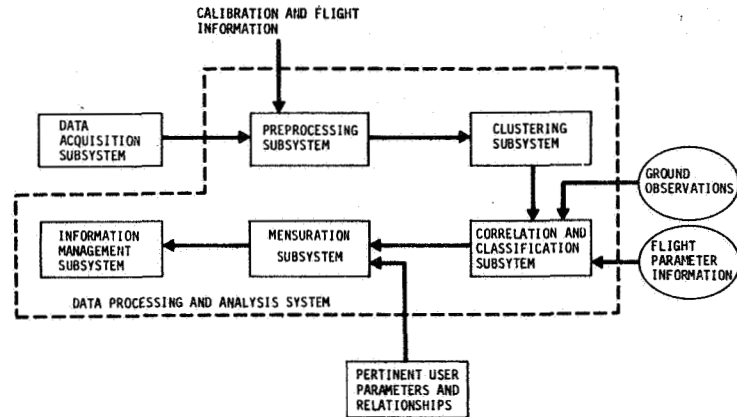 CALIBRATION AND FLIGHT
INFORMATION
DATA
ACQUISITION
SUBSYSTEM
PREPROCESSING
SUBSYSTEM
CLUSTERING
SUBSYSTEM
GROUND
OBSERVATIONS
INFORMATION
MANAGEMENT
SUBSYSTEM
MENSURATION
SUBSYSTEM
CORRELATION AND
CLASSIFICATION
SUBSYTEM
FLIGHT
PARAMETER
INFORMATION
DATA PROCESSING AND ANALYSIS SYSTEM
PERTINENT USER
PARAMETERS AND
RELATIONSHIPS